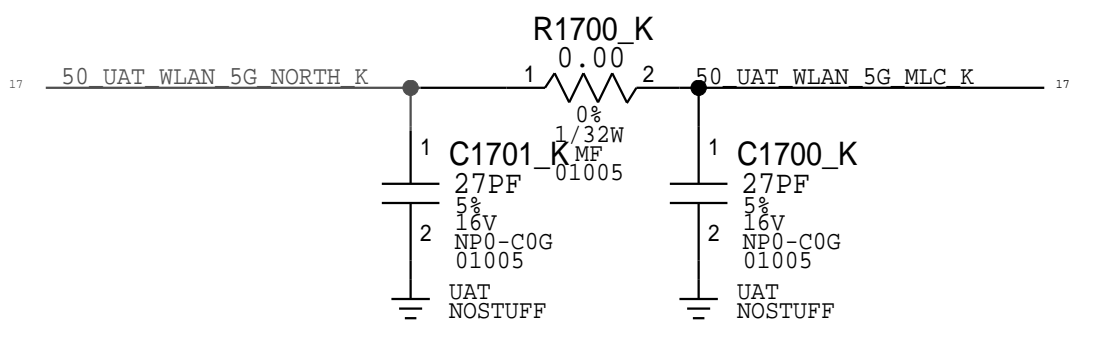 R1700_K
0.00
17 50_UAT_WLAN_5G_NORTH_K 1 2 50_UAT_WLAN_5G_MLC_K 17
0%
1/32W
MF
01005
1 C1701_K
27PF
5%
16V
2 NP0-C0G
01005
UAT
NOSTUFF
1 C1700_K
27PF
5%
16V
2 NP0-C0G
01005
UAT
NOSTUFF